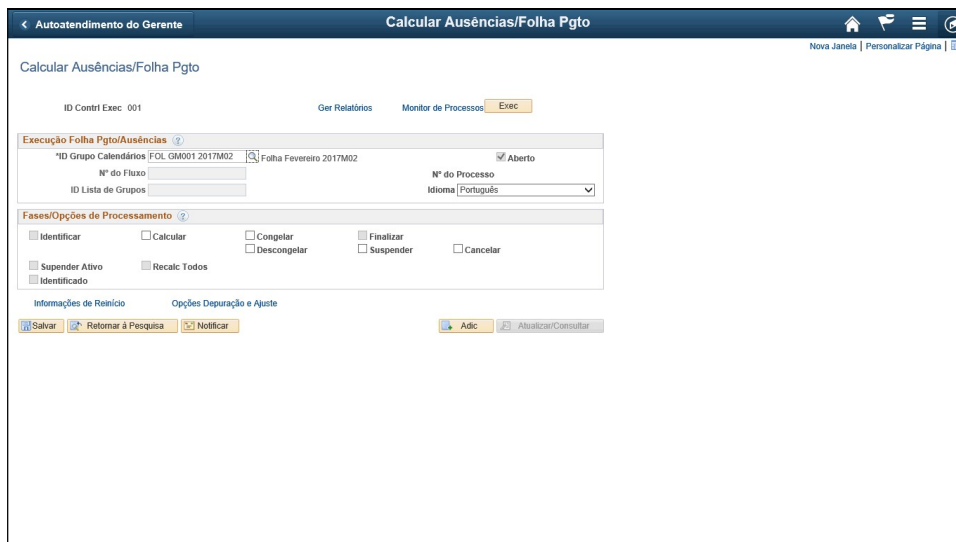 Autoatendimento do Gerente
Calcular Ausências/Folha Pgto
Nova Janela | Personalizar Página |
Calcular Ausências/Folha Pgto
ID Contrl Exec 001 Ger Relatórios Monitor de Processos Exec
Execução Folha Pgto/Ausências ?
*ID Grupo Calendários FOL GM001 2017M02 Folha Fevereiro 2017M02 Aberto
Nº do Fluxo Nº do Processo
ID Lista de Grupos Idioma Português
Fases/Opções de Processamento ?
Identificar Calcular Congelar Finalizar
Descongelar Suspender Cancelar
Supender Ativo Recalc Todos
Identificado
Informações de Reinício Opções Depuração e Ajuste
Salvar Retornar à Pesquisa Notificar Adic Atualizar/Consultar